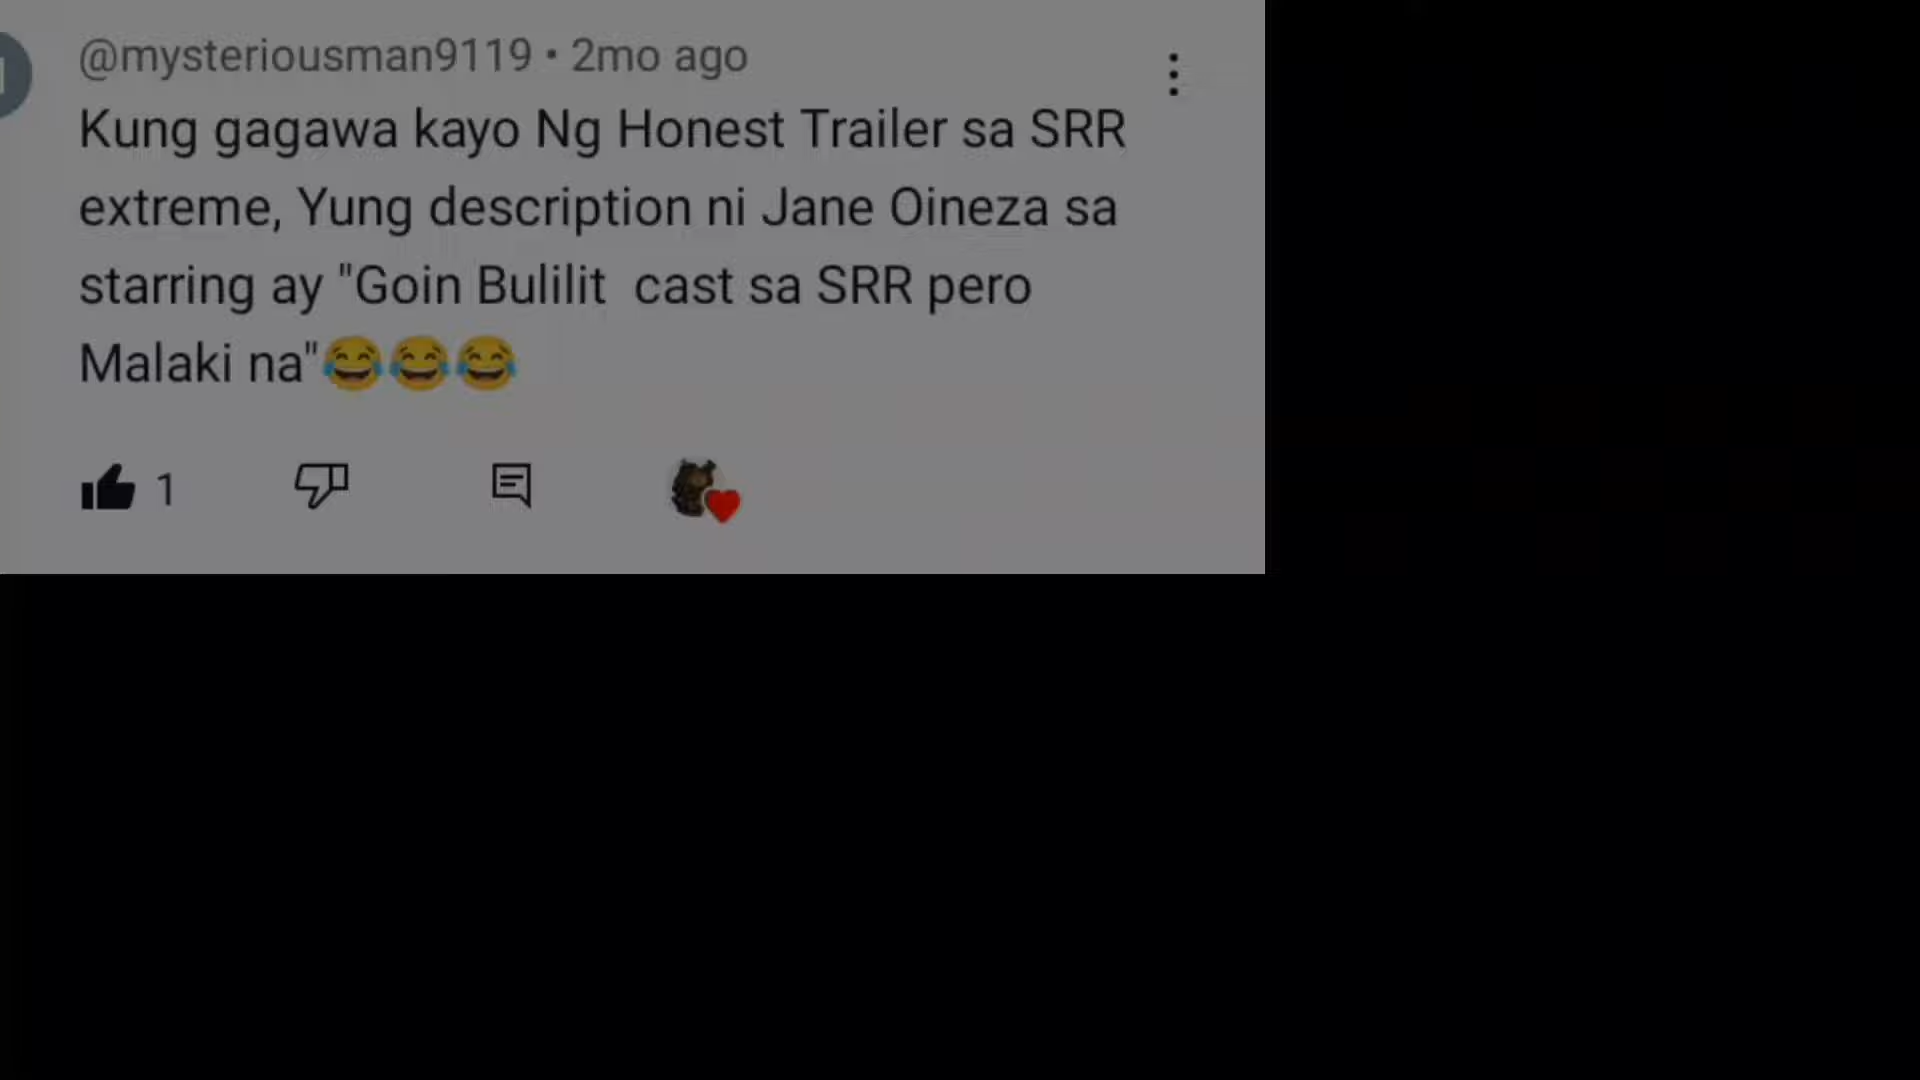 @mysteriousman9119 • 2mo ago
Kung gagawa kayo Ng Honest Trailer sa SRR
extreme, Yung description ni Jane Oineza sa
starring ay "Goin Bulilit  cast sa SRR pero
Malaki na"😂😂😂
1